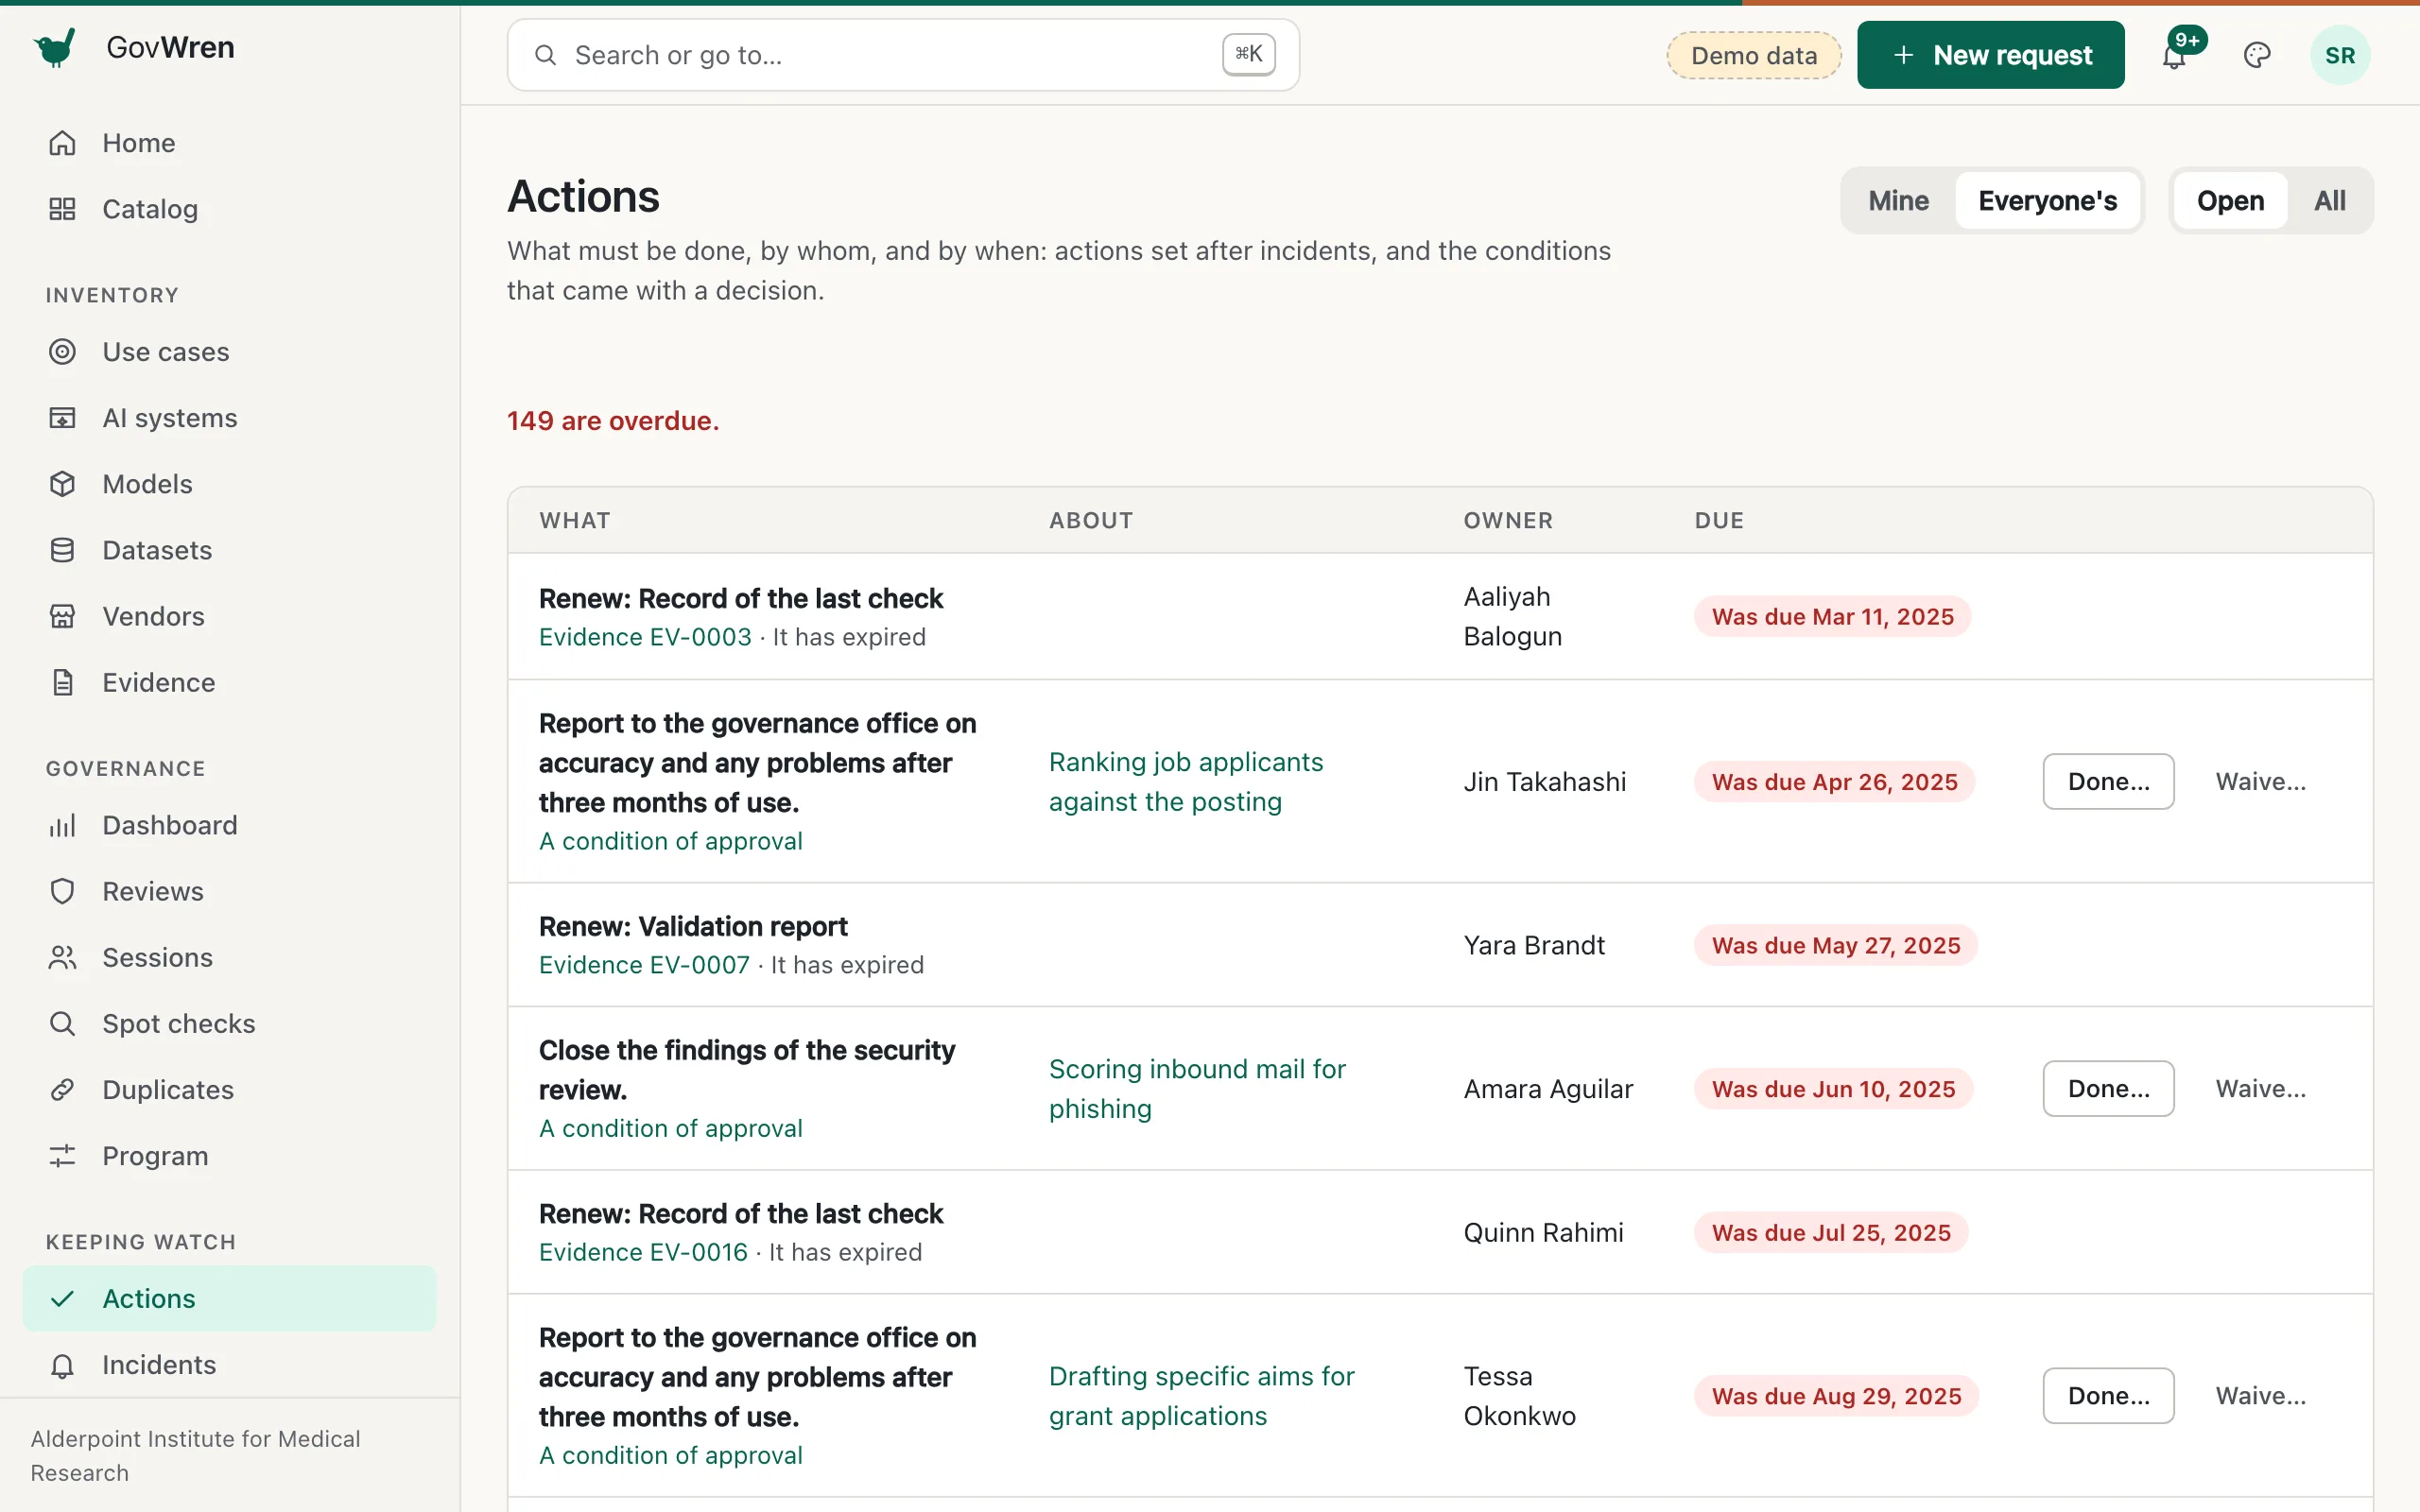 GovWren
Search or go to...
⌘K
Demo data
+ New request
9+
SR
Home
Catalog
INVENTORY
Use cases
AI systems
Models
Datasets
Vendors
Evidence
GOVERNANCE
Dashboard
Reviews
Sessions
Spot checks
Duplicates
Program
KEEPING WATCH
Actions
Incidents
Alderpoint Institute for Medical
Research
Actions
Mine
Everyone's
Open
All
What must be done, by whom, and by when: actions set after incidents, and the conditions
that came with a decision.
149 are overdue.
WHAT
ABOUT
OWNER
DUE
Renew: Record of the last check
Evidence EV-0003 · It has expired
Aaliyah
Balogun
Was due Mar 11, 2025
Report to the governance office on
accuracy and any problems after
three months of use.
A condition of approval
Ranking job applicants
against the posting
Jin Takahashi
Was due Apr 26, 2025
Done...
Waive...
Renew: Validation report
Evidence EV-0007 · It has expired
Yara Brandt
Was due May 27, 2025
Close the findings of the security
review.
A condition of approval
Scoring inbound mail for
phishing
Amara Aguilar
Was due Jun 10, 2025
Done...
Waive...
Renew: Record of the last check
Evidence EV-0016 · It has expired
Quinn Rahimi
Was due Jul 25, 2025
Report to the governance office on
accuracy and any problems after
three months of use.
A condition of approval
Drafting specific aims for
grant applications
Tessa
Okonkwo
Was due Aug 29, 2025
Done...
Waive...